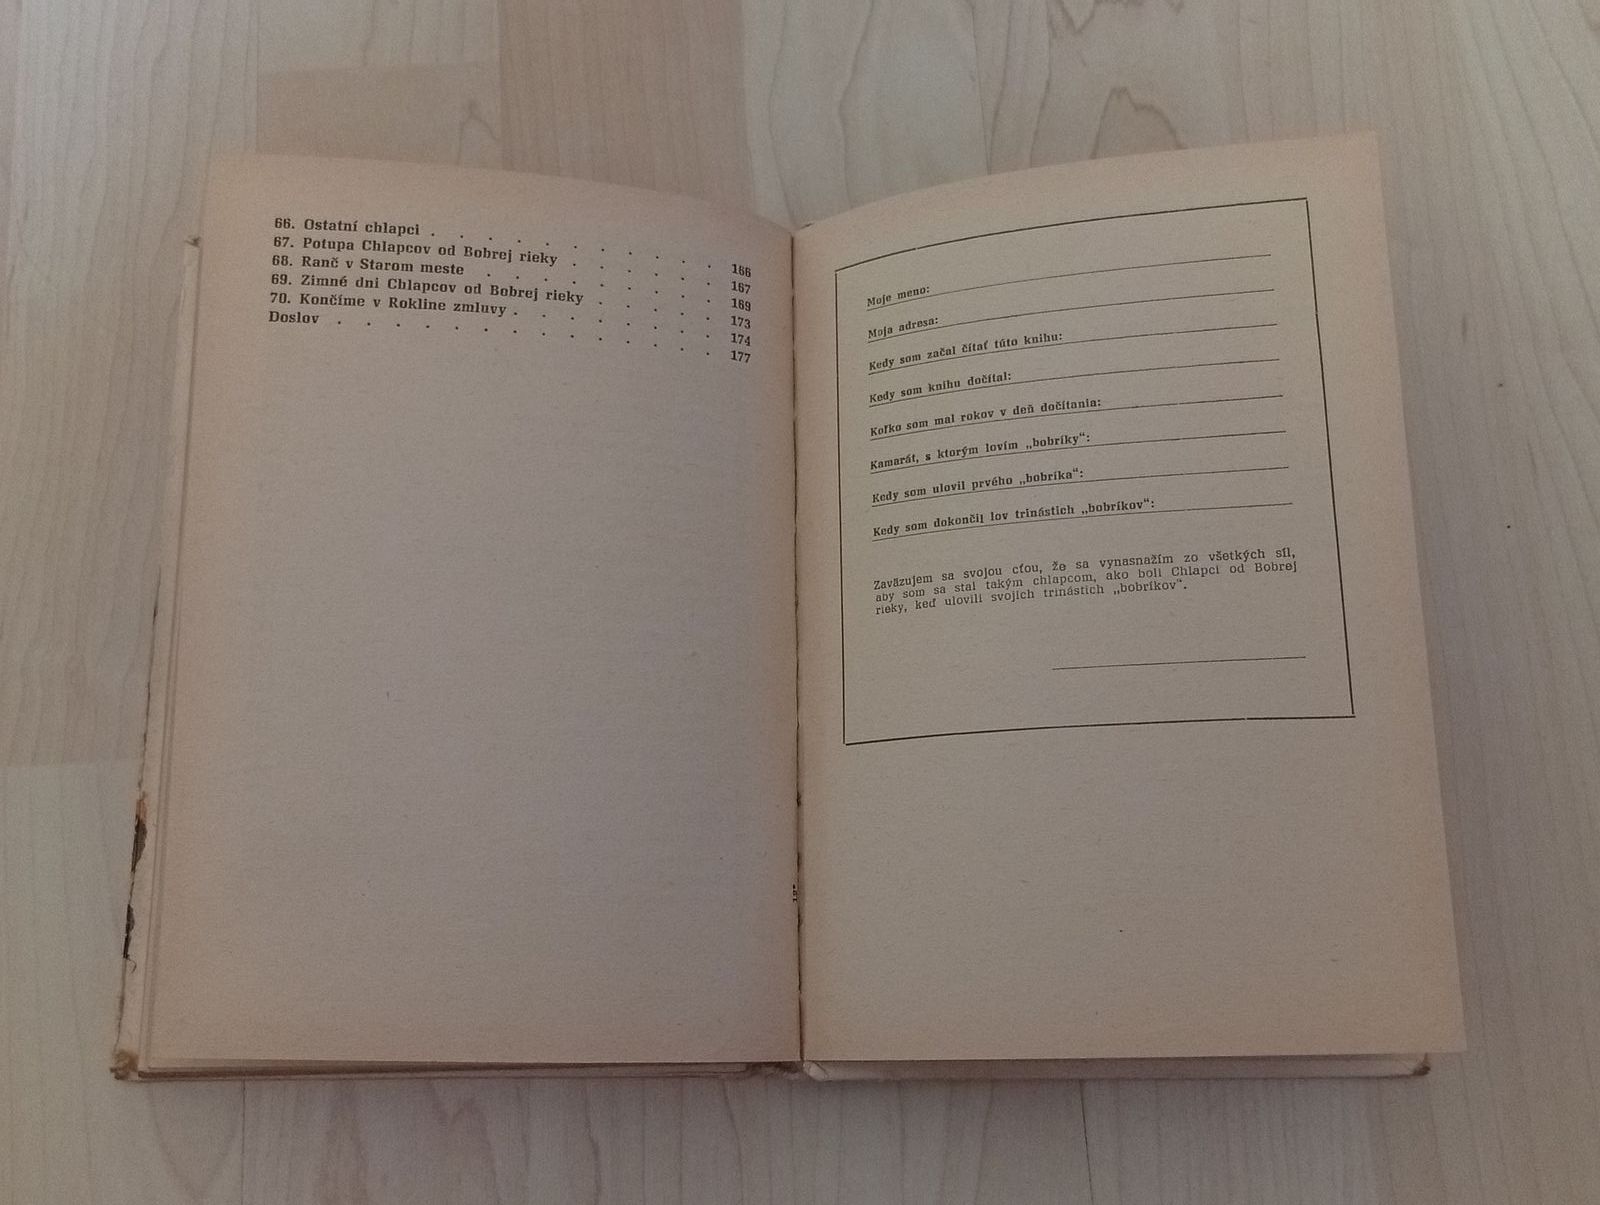 66. Ostatní chlapci . . . . . . . . . . . 166
67. Potupa Chlapcov od Bobrej rieky . . . . . . 167
68. Ranč v Starom meste . . . . . . . . . 169
69. Zimné dni Chlapcov od Bobrej rieky . . . . . 173
70. Končíme v Rokline zmluvy . . . . . . . . 174
Doslov . . . . . . . . . . . . . . 177
Moje meno:
Moja adresa:
Kedy som začal čítať túto knihu:
Kedy som knihu dočítal:
Koľko som mal rokov v deň dočítania:
Kamarát, s ktorým lovím „bobríky“:
Kedy som ulovil prvého „bobríka“:
Kedy som dokončil lov trinástich „bobríkov“:
Zaväzujem sa svojou cťou, že sa vynasnažím zo všetkých síl,
aby som sa stal takým chlapcom, ako boli Chlapci od Bobrej
rieky, keď ulovili svojich trinástich „bobríkov“.